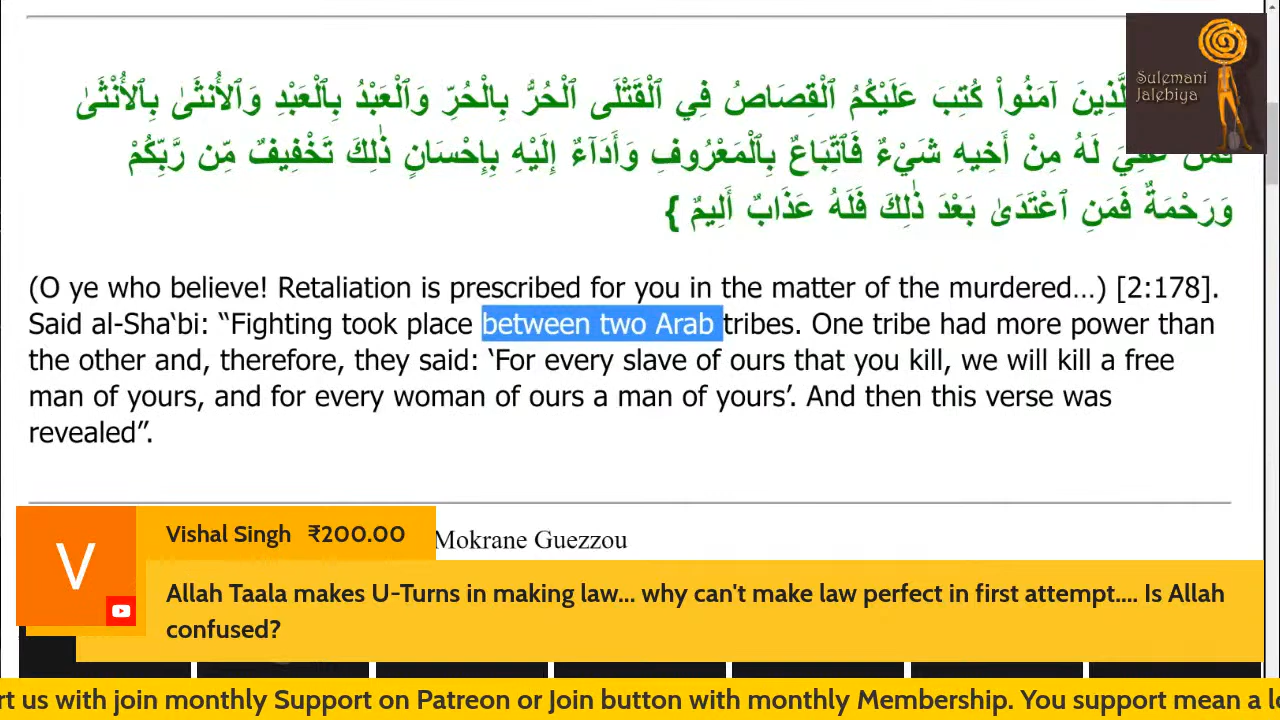 Sulemani
Jalebiya
ٱلَّذِينَ آمَنُواْ كُتِبَ عَلَيْكُمُ ٱلْقِصَاصُ فِي ٱلْقَتْلَى ٱلْحُرُّ بِالْحُرِّ وَٱلْعَبْدُ بِٱلْعَبْدِ وَٱلأُنثَىٰ بِٱلأُنْثَىٰ
عُفِيَ لَهُ مِنْ أَخِيهِ شَيْءٌ فَٱتِّبَاعٌ بِٱلْمَعْرُوفِ وَأَدَآءٌ إِلَيْهِ بِإِحْسَانٍ ذٰلِكَ تَخْفِيفٌ مِّن رَّبِّكُمْ
وَرَحْمَةٌ فَمَنِ ٱعْتَدَىٰ بَعْدَ ذٰلِكَ فَلَهُ عَذَابٌ أَلِيمٌ }
(O ye who believe! Retaliation is prescribed for you in the matter of the murdered…) [2:178].
Said al-Sha‘bi: “Fighting took place between two Arab tribes. One tribe had more power than
the other and, therefore, they said: ‘For every slave of ours that you kill, we will kill a free
man of yours, and for every woman of ours a man of yours’. And then this verse was
revealed”.
Mokrane Guezzou
V
Vishal Singh ₹200.00
Allah Taala makes U-Turns in making law... why can't make law perfect in first attempt.... Is Allah
confused?
rt us with join monthly Support on Patreon or Join button with monthly Membership. You support mean a l